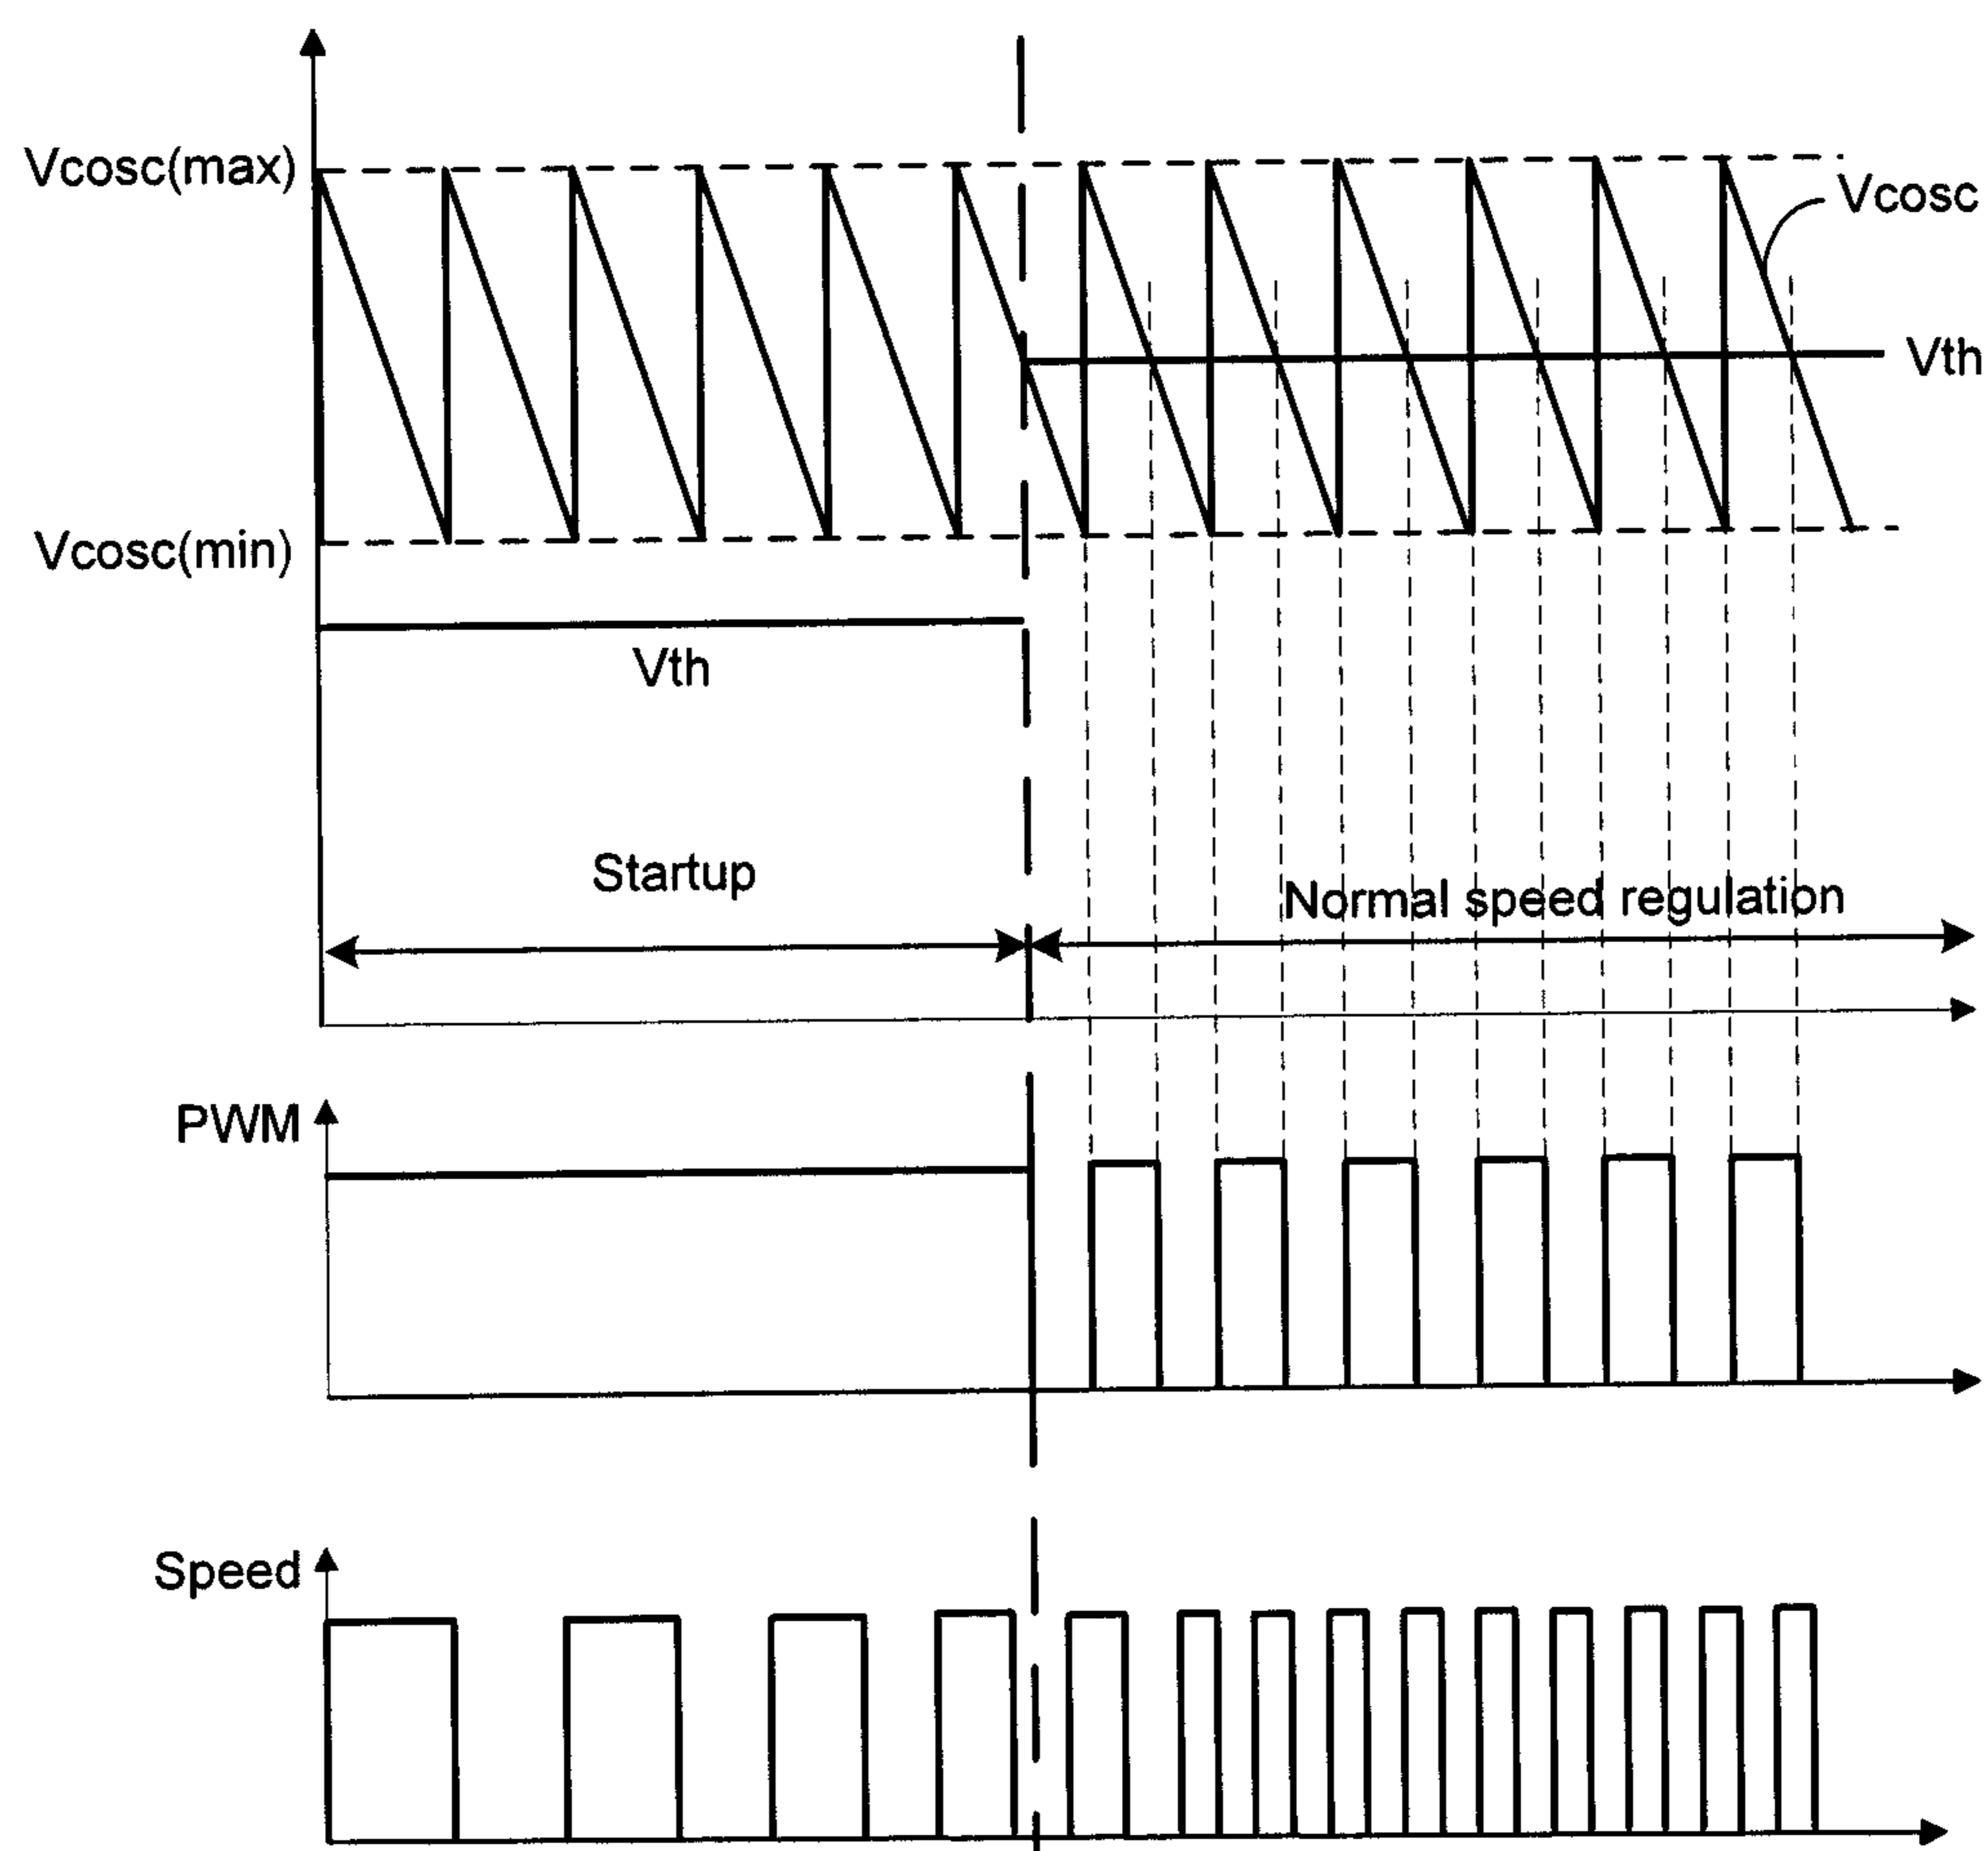 Vcosc(max)
Vcosc
Vth
Vcosc(min)
Vth
Startup
Normal speed regulation
PWM
Speed